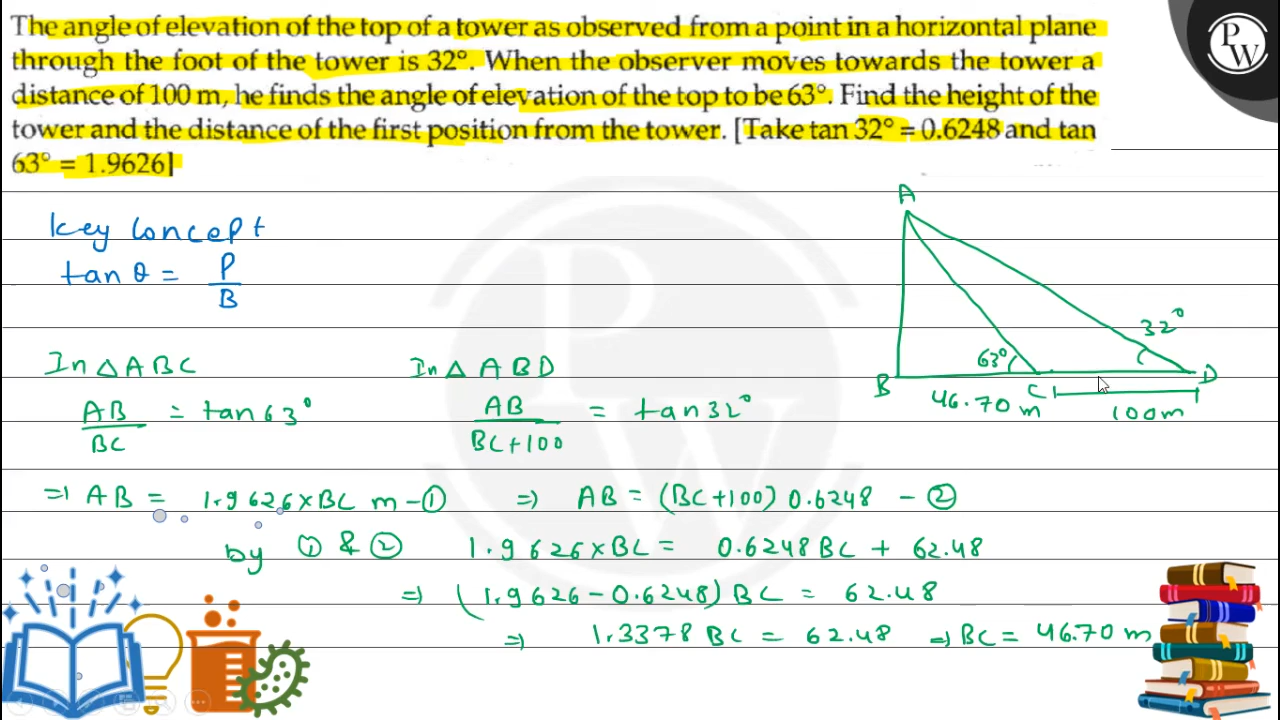 The angle of elevation of the top of a tower as observed from a point in a horizontal plane
through the foot of the tower is 32°. When the observer moves towards the tower a
distance of 100 m, he finds the angle of elevation of the top to be 63°. Find the height of the
tower and the distance of the first position from the tower. [Take tan 32° = 0.6248 and tan
63° = 1.9626]
PW
key concept
tan θ = P/B
A
32°
63°
B
C
D
46.70 m
100m
In △ ABC
AB/BC = tan 63°
In △ ABD
AB/BC+100 = tan 32°
⇒ AB = 1.9626×BC m –①
⇒ AB = (BC+100) 0.6248 – ②
by ① & ② 1.9626×BC = 0.6248 BC + 62.48
⇒ (1.9626 – 0.6248) BC = 62.48
⇒ 1.3378 BC = 62.48 ⇒ BC = 46.70 m